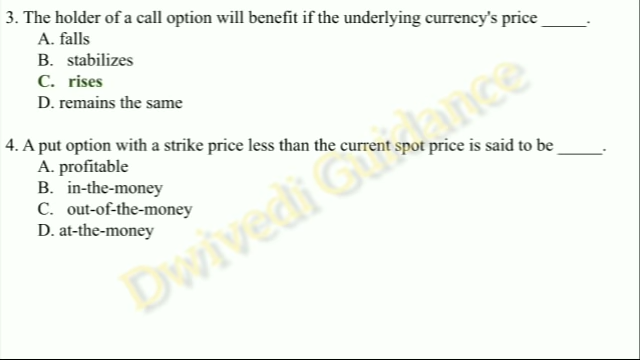 3. The holder of a call option will benefit if the underlying currency's price _____.
A. falls
B. stabilizes
C. rises
D. remains the same
4. A put option with a strike price less than the current spot price is said to be _____.
A. profitable
B. in-the-money
C. out-of-the-money
D. at-the-money
Dwivedi Guidance